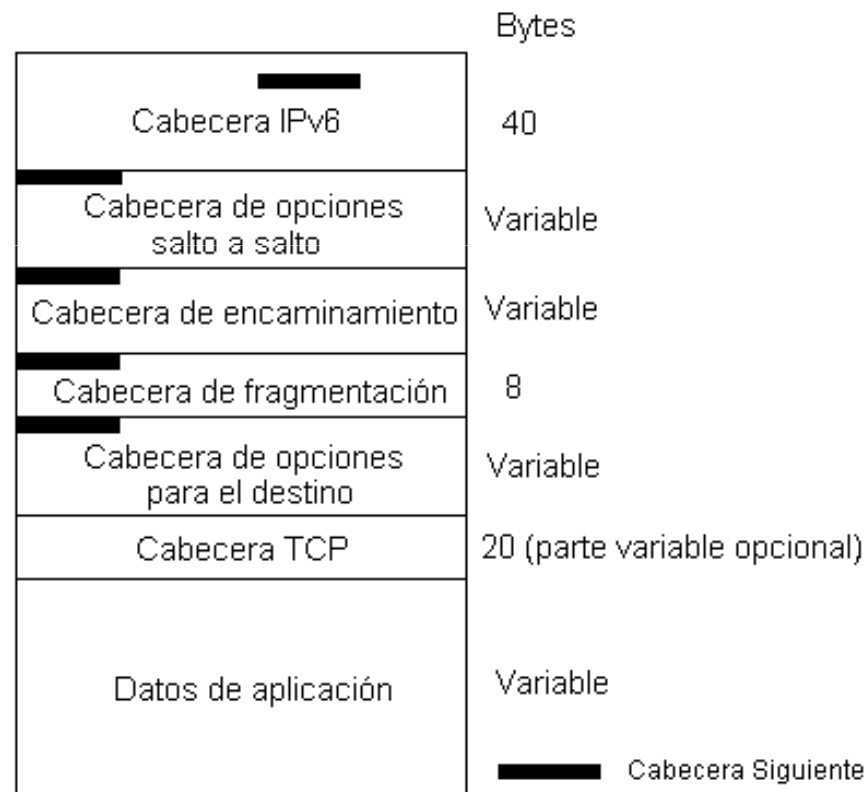 Bytes
Cabecera IPv6
40
Cabecera de opciones
salto a salto
Variable
Cabecera de encaminamiento
Variable
Cabecera de fragmentación
8
Cabecera de opciones
para el destino
Variable
Cabecera TCP
20 (parte variable opcional)
Datos de aplicación
Variable
Cabecera Siguiente